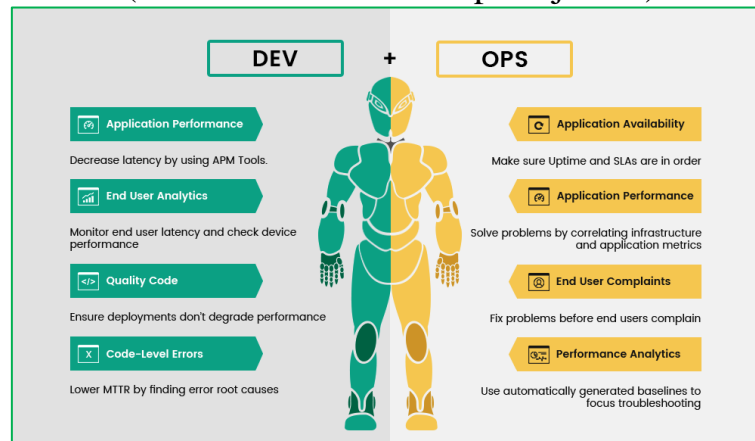 DEV + OPS
Application Performance
Decrease latency by using APM Tools.
End User Analytics
Monitor end user latency and check device
performance
</> Quality Code
Ensure deployments don't degrade performance
X Code-Level Errors
Lower MTTR by finding error root causes
Application Availability
Make sure Uptime and SLAs are in order
Application Performance
Solve problems by correlating infrastructure
and application metrics
End User Complaints
Fix problems before end users complain
Performance Analytics
Use automatically generated baselines to
focus troubleshooting